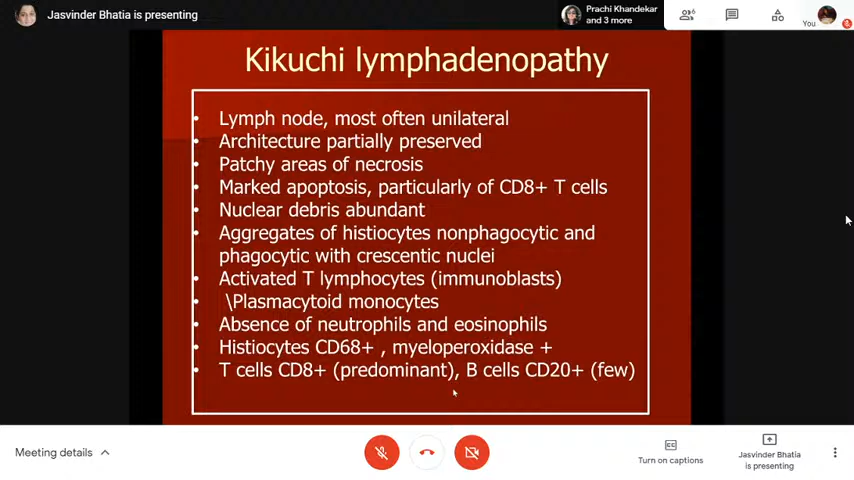 Jasvinder Bhatia is presenting
Prachi Khandekar
and 3 more
6
You
Kikuchi lymphadenopathy
• Lymph node, most often unilateral
• Architecture partially preserved
• Patchy areas of necrosis
• Marked apoptosis, particularly of CD8+ T cells
• Nuclear debris abundant
• Aggregates of histiocytes nonphagocytic and
phagocytic with crescentic nuclei
• Activated T lymphocytes (immunoblasts)
• \Plasmacytoid monocytes
• Absence of neutrophils and eosinophils
• Histiocytes CD68+ , myeloperoxidase +
• T cells CD8+ (predominant), B cells CD20+ (few)
Meeting details
Turn on captions
Jasvinder Bhatia
is presenting